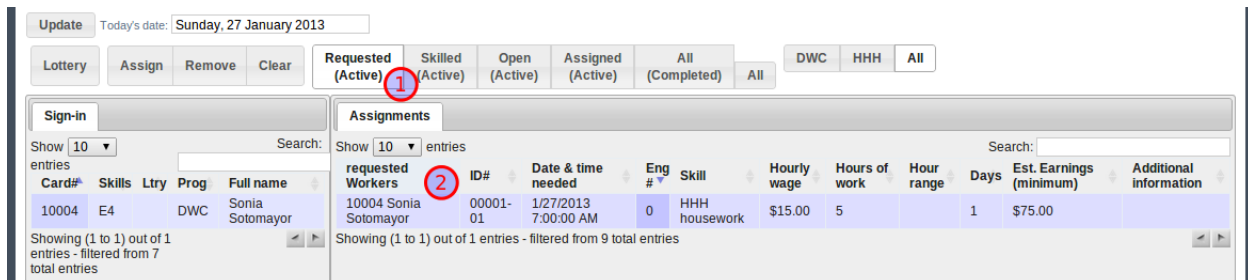 Update Today's date: Sunday, 27 January 2013
Lottery Assign Remove Clear Requested (Active) Skilled (Active) Open (Active) Assigned (Active) All (Completed) All DWC HHH All
1
Sign-in
Show 10 entries
Search:
Card# Skills Ltry Prog Full name
10004 E4 DWC Sonia Sotomayor
Showing (1 to 1) out of 1
entries - filtered from 7
total entries
Assignments
Show 10 entries Search:
requested Workers ID# Date & time needed Eng # Skill Hourly wage Hours of work Hour range Days Est. Earnings (minimum) Additional information
2
10004 Sonia Sotomayor 00001-01 1/27/2013 7:00:00 AM 0 HHH housework $15.00 5 1 $75.00
Showing (1 to 1) out of 1 entries - filtered from 9 total entries